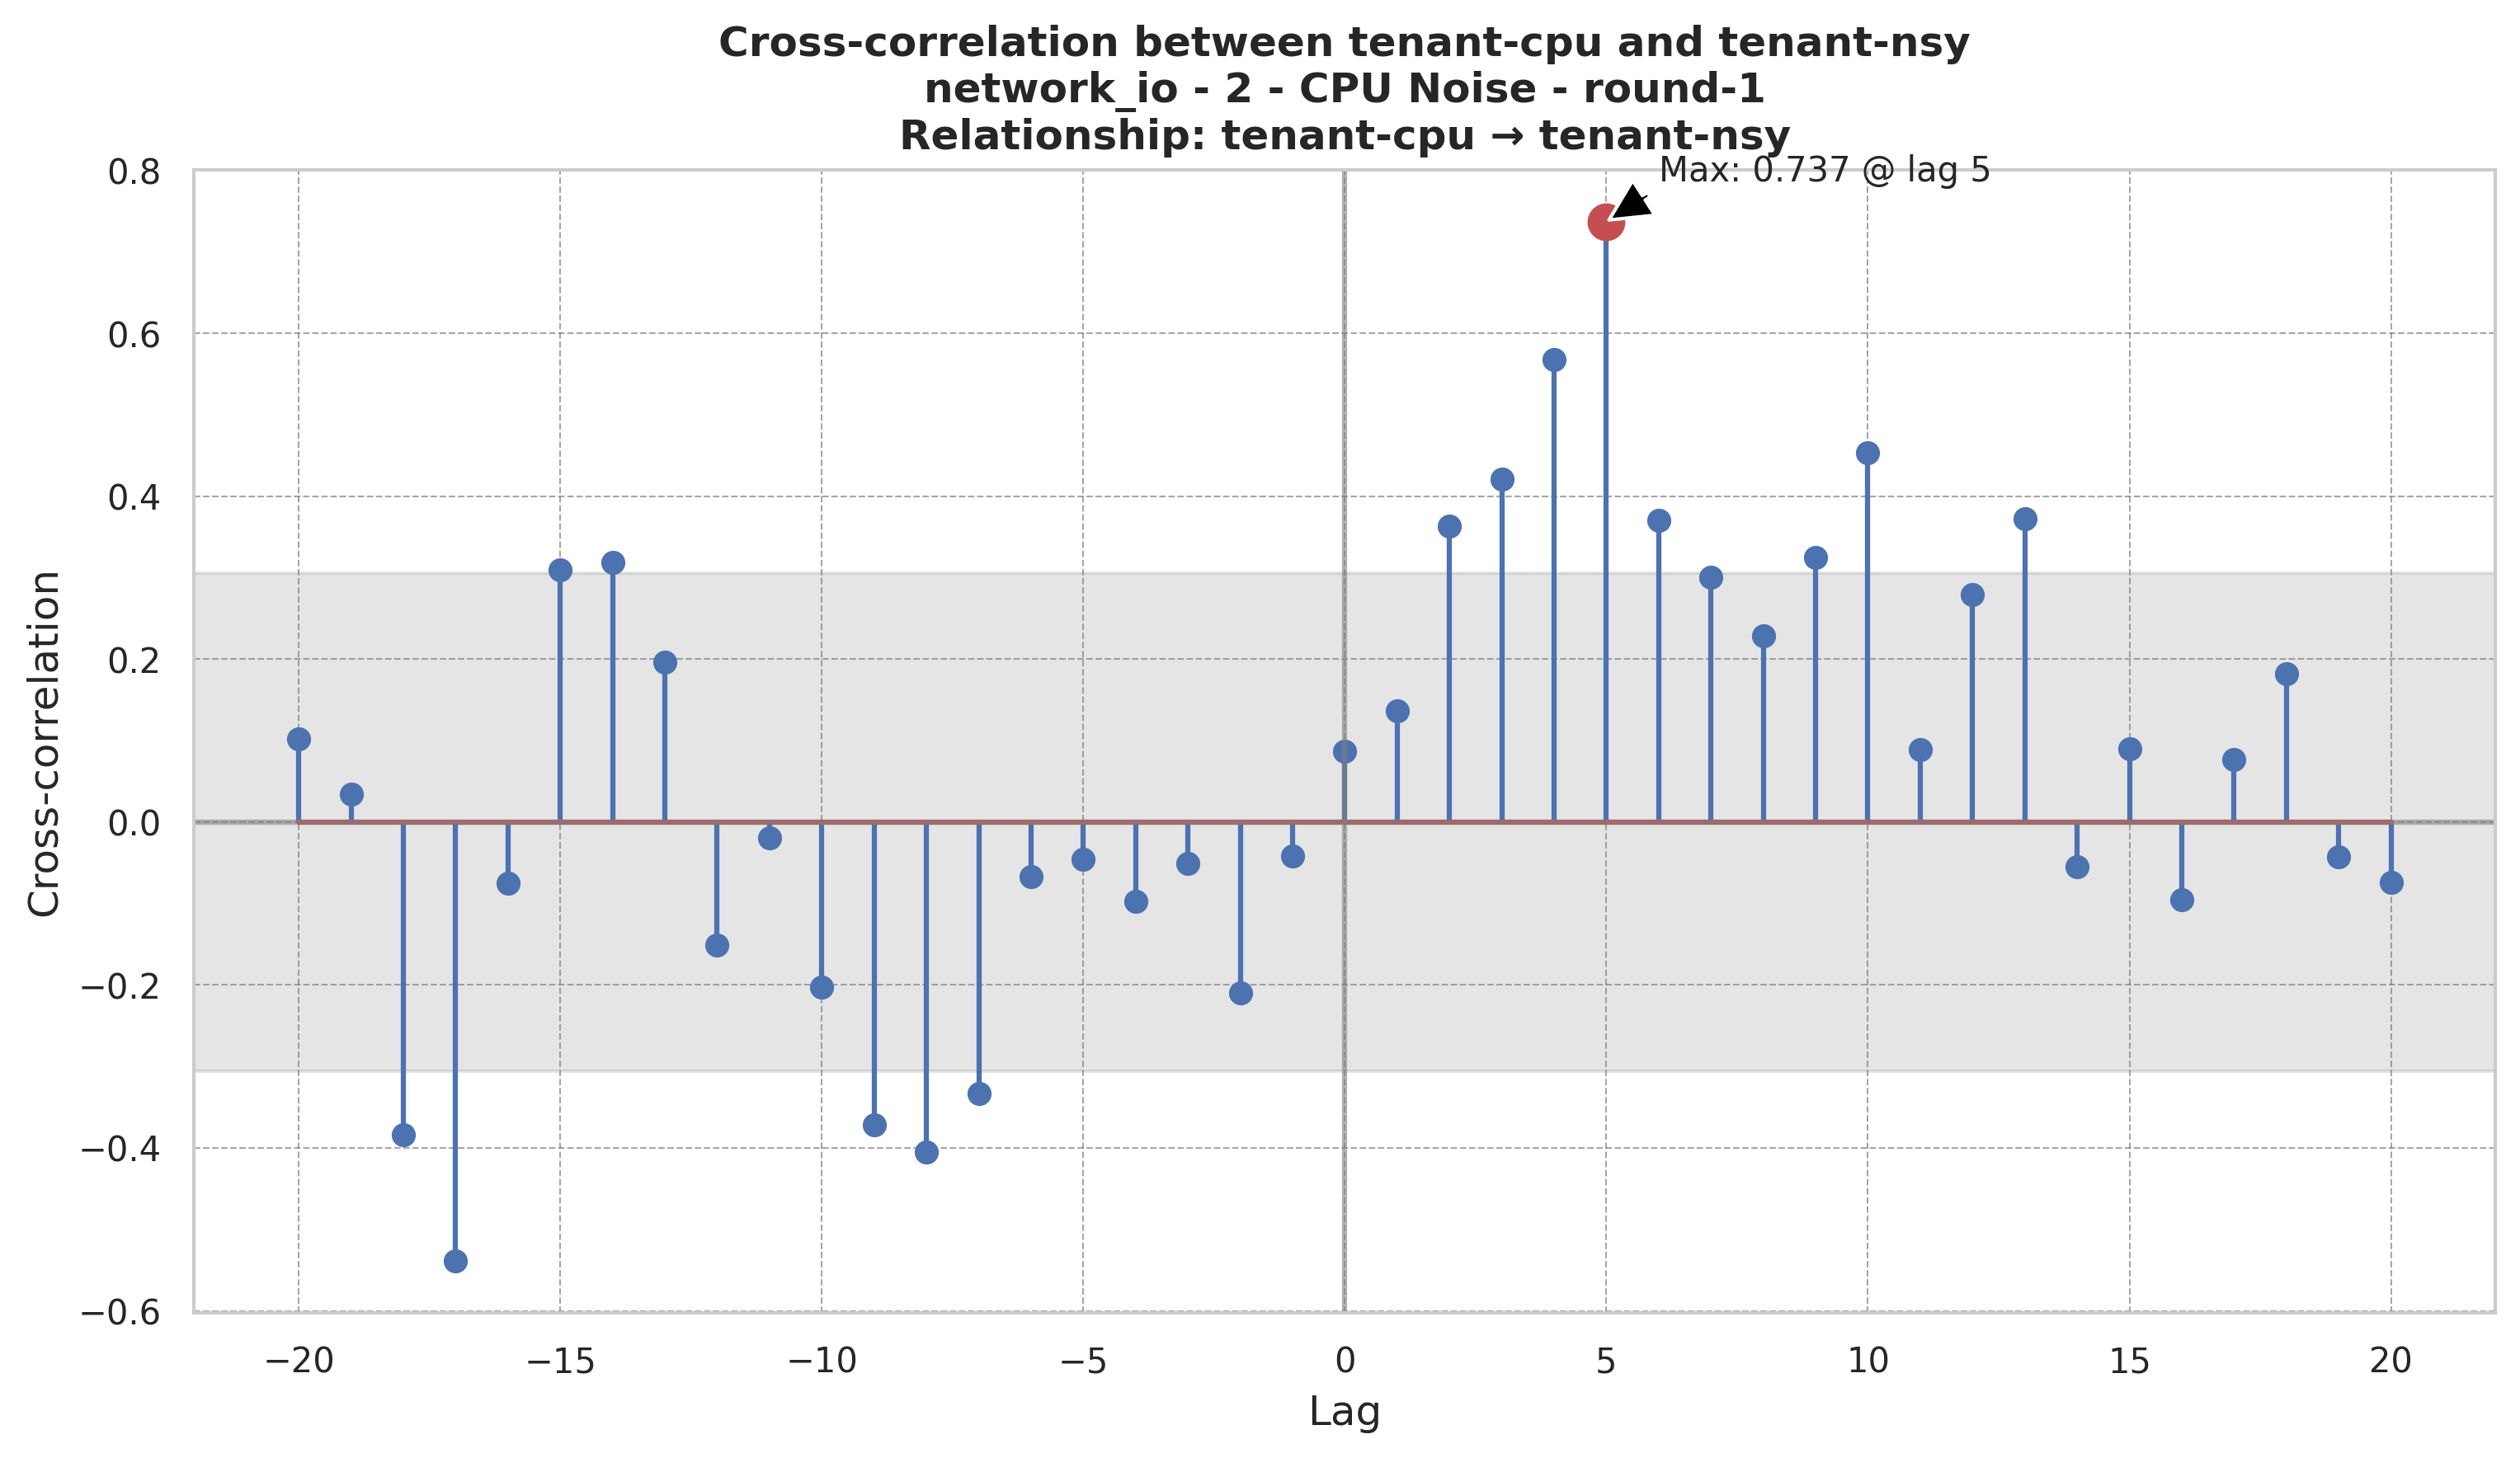 Cross-correlation between tenant-cpu and tenant-nsy
network_io - 2 - CPU Noise - round-1
Relationship: tenant-cpu → tenant-nsy
Max: 0.737 @ lag 5
Cross-correlation
0.8
0.6
0.4
0.2
0.0
−0.2
−0.4
−0.6
−20 −15 −10 −5 0 5 10 15 20
Lag